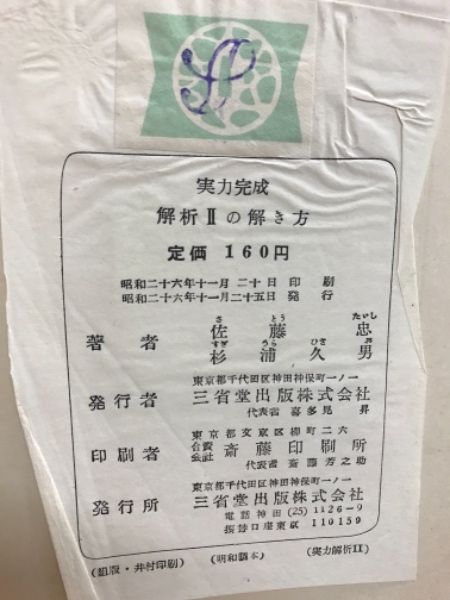 実力完成
解析Ⅱの解き方
定価 160円
昭和二十六年十一月 二十 日 印 刷
昭和二十六年十一月二十五日 発 行
さ とう たいし
著者 佐藤 忠
すぎ うら ひさ お
杉浦久男
東京都千代田区神田神保町一ノ一
発行者 三省堂出版株式会社
代表者 喜多見 昇
東京都文京区柳町二六
印刷者 合資会社 斎藤印刷所
代表者 斎藤芳之助
東京都千代田区神田神保町一ノ一
発行所 三省堂出版株式会社
電話神田 (25) 1126-9
振替口座東京 110159
(組版・井村印刷) (明和製本) (実力解析II)